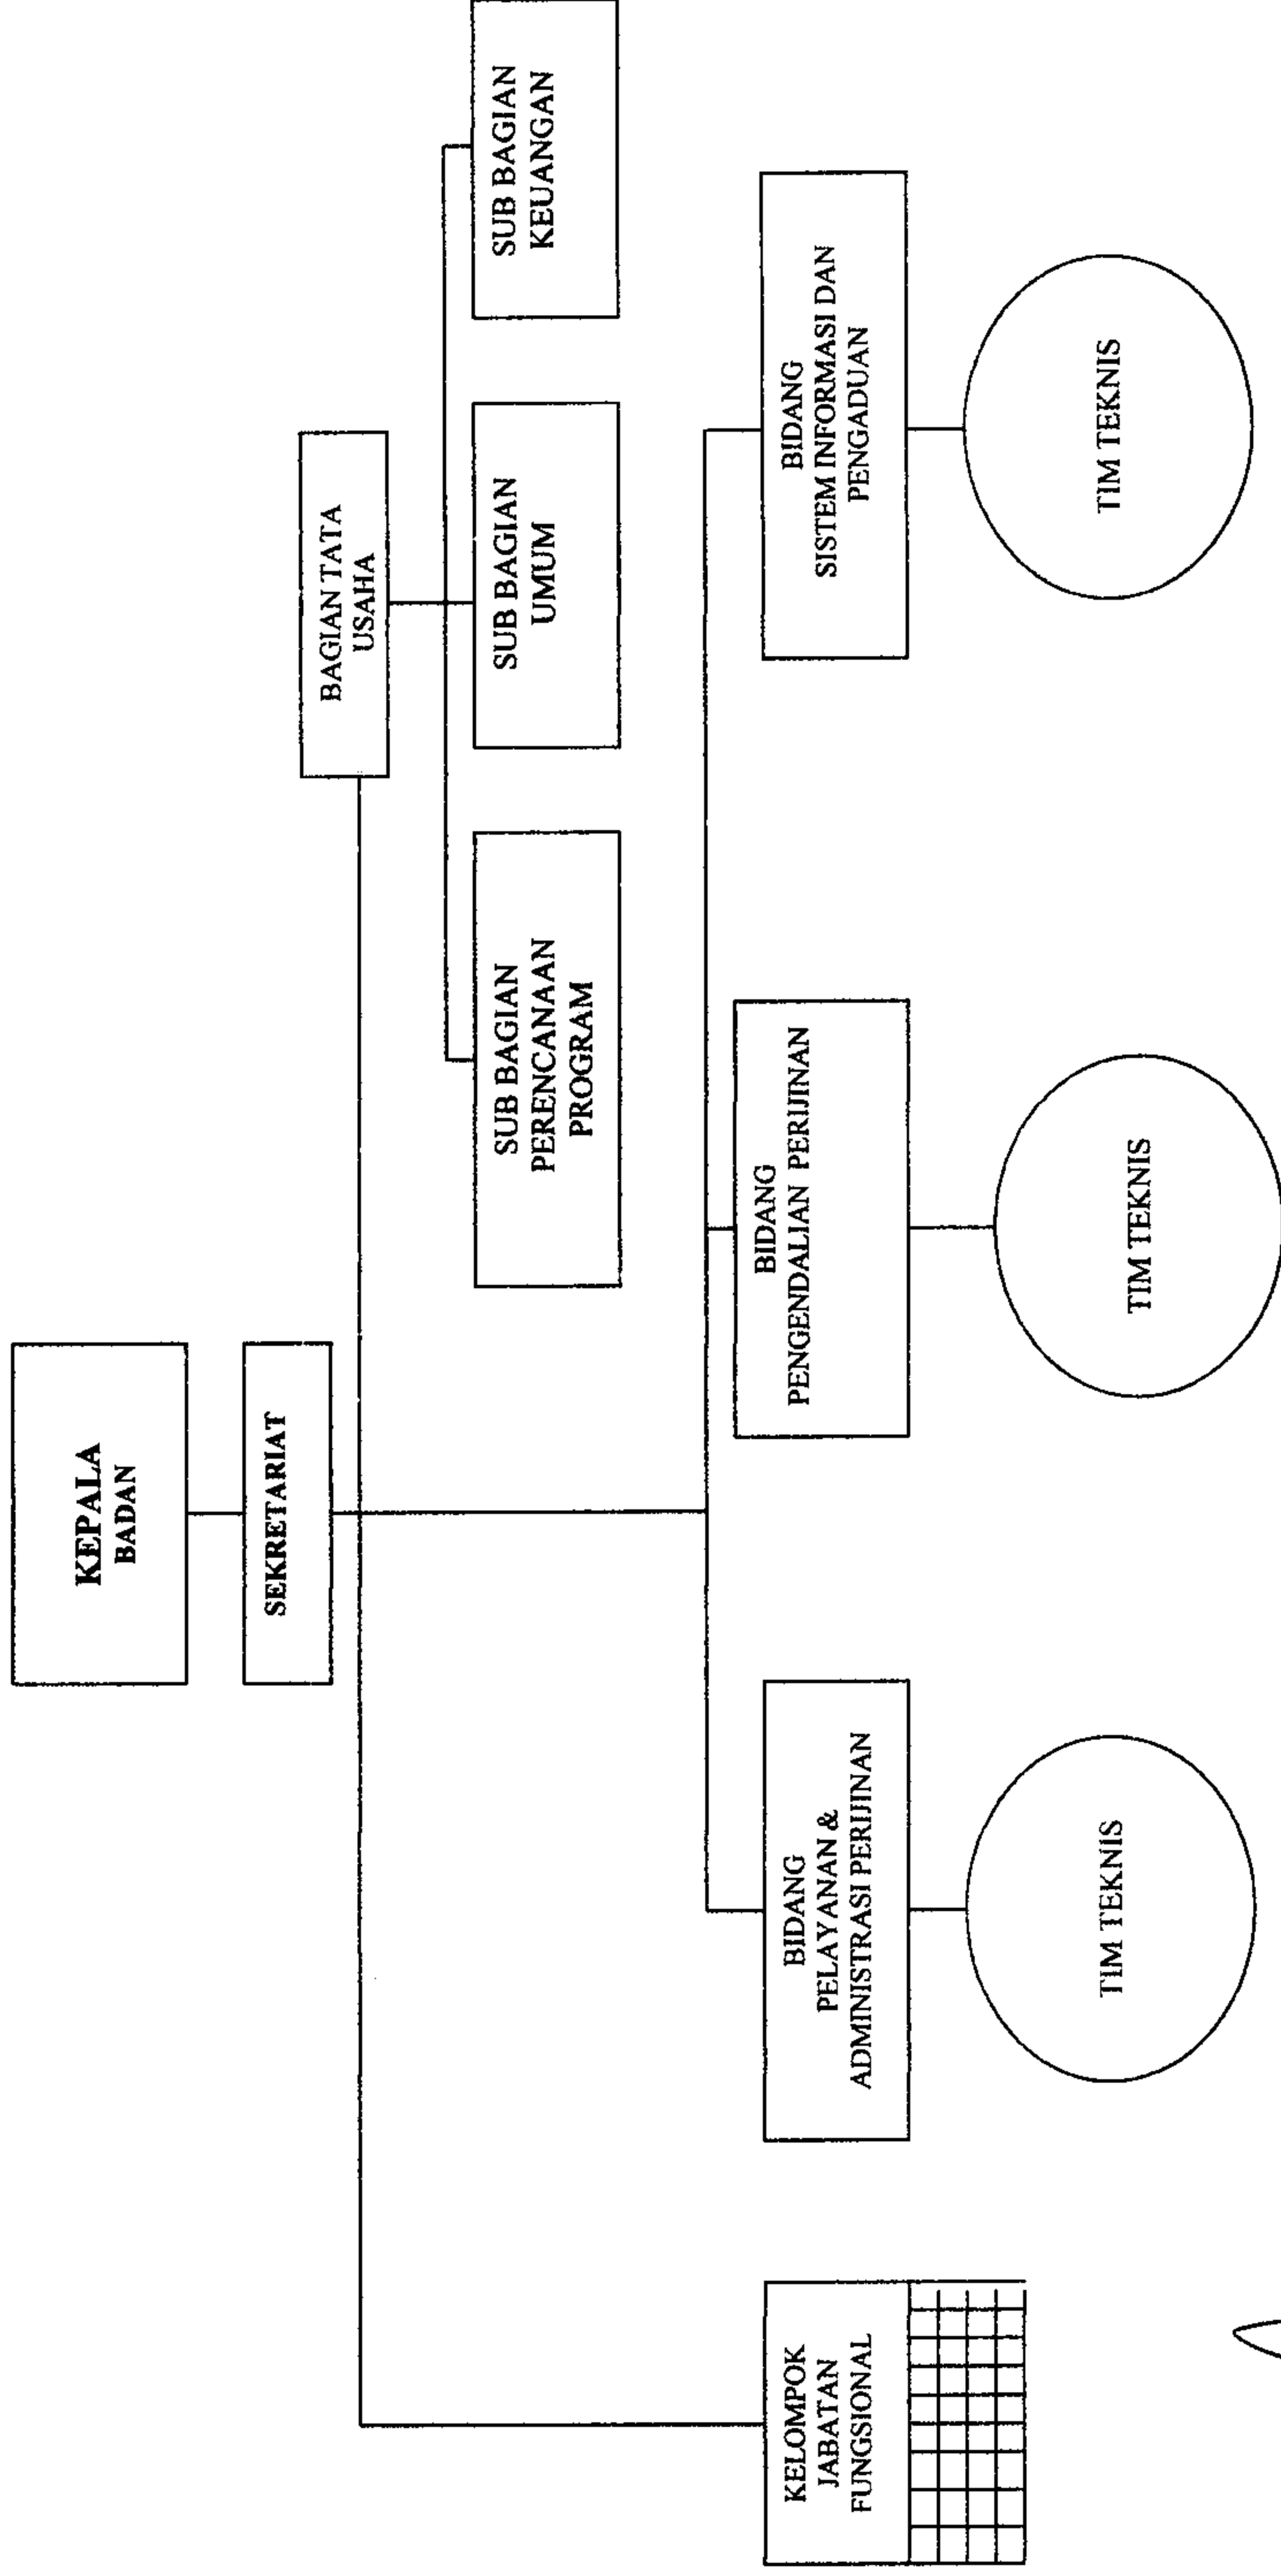 KEPALA
BADAN
SEKRETARIAT
BAGIAN TATA
USAHA
SUB BAGIAN
PERENCANAAN
PROGRAM
SUB BAGIAN
UMUM
SUB BAGIAN
KEUANGAN
KELOMPOK
JABATAN
FUNGSIONAL
BIDANG
PELAYANAN &
ADMINISTRASI PERIJINAN
BIDANG
PENGENDALIAN PERIJINAN
BIDANG
SISTEM INFORMASI DAN
PENGADUAN
TIM TEKNIS
TIM TEKNIS
TIM TEKNIS